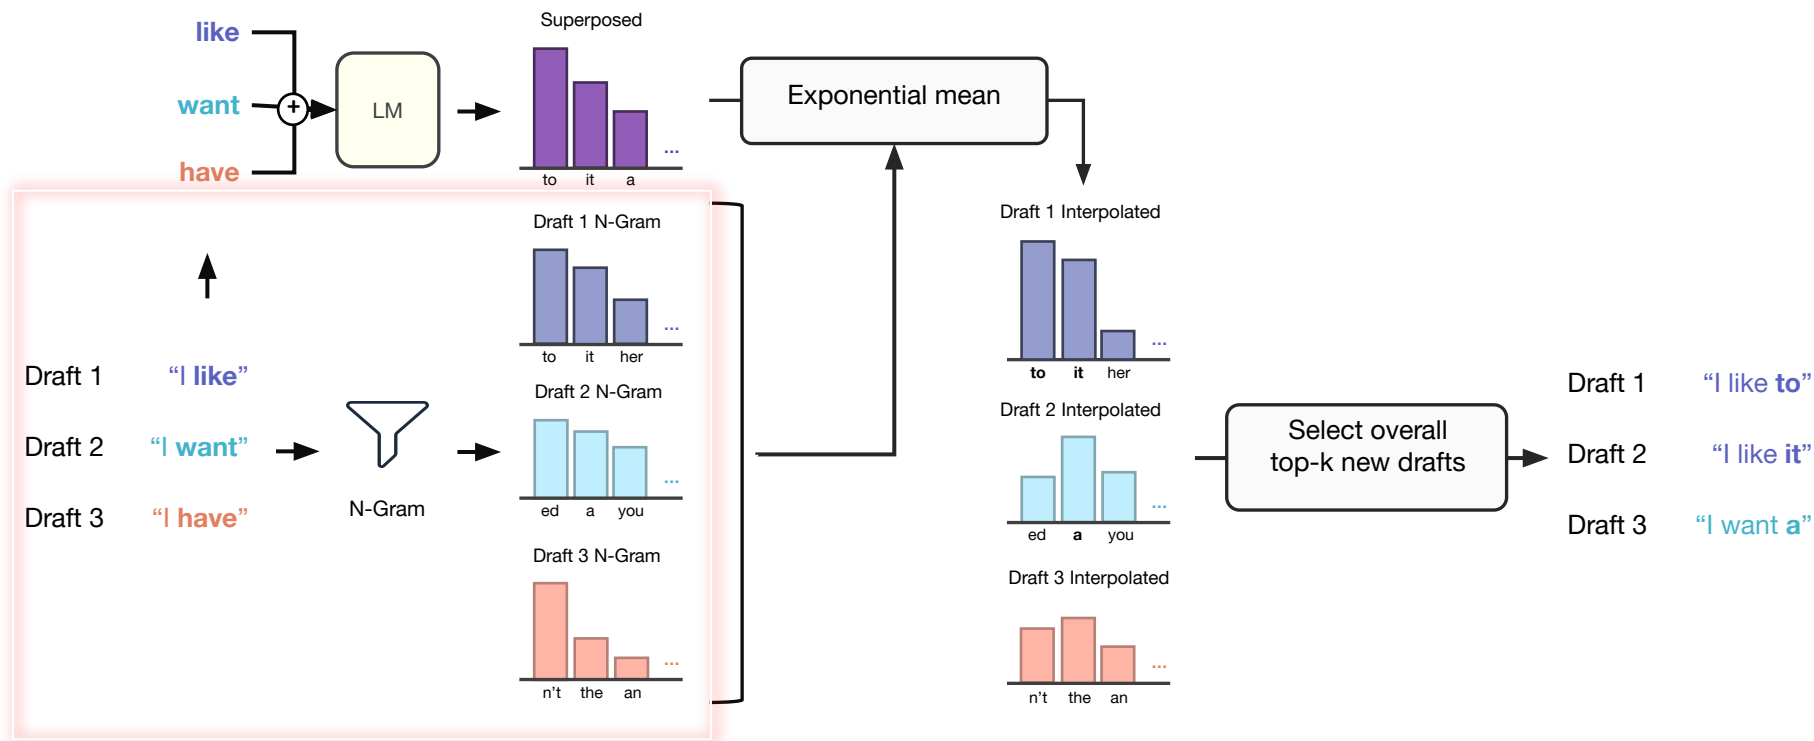 like
want
have
+
LM
Superposed
...
to it a
Exponential mean
Draft 1 "I like"
Draft 2 "I want"
Draft 3 "I have"
N-Gram
Draft 1 N-Gram
...
to it her
Draft 2 N-Gram
...
ed a you
Draft 3 N-Gram
...
n't the an
Draft 1 Interpolated
...
to it her
Draft 2 Interpolated
...
ed a you
Draft 3 Interpolated
...
n't the an
Select overall
top-k new drafts
Draft 1 "I like to"
Draft 2 "I like it"
Draft 3 "I want a"